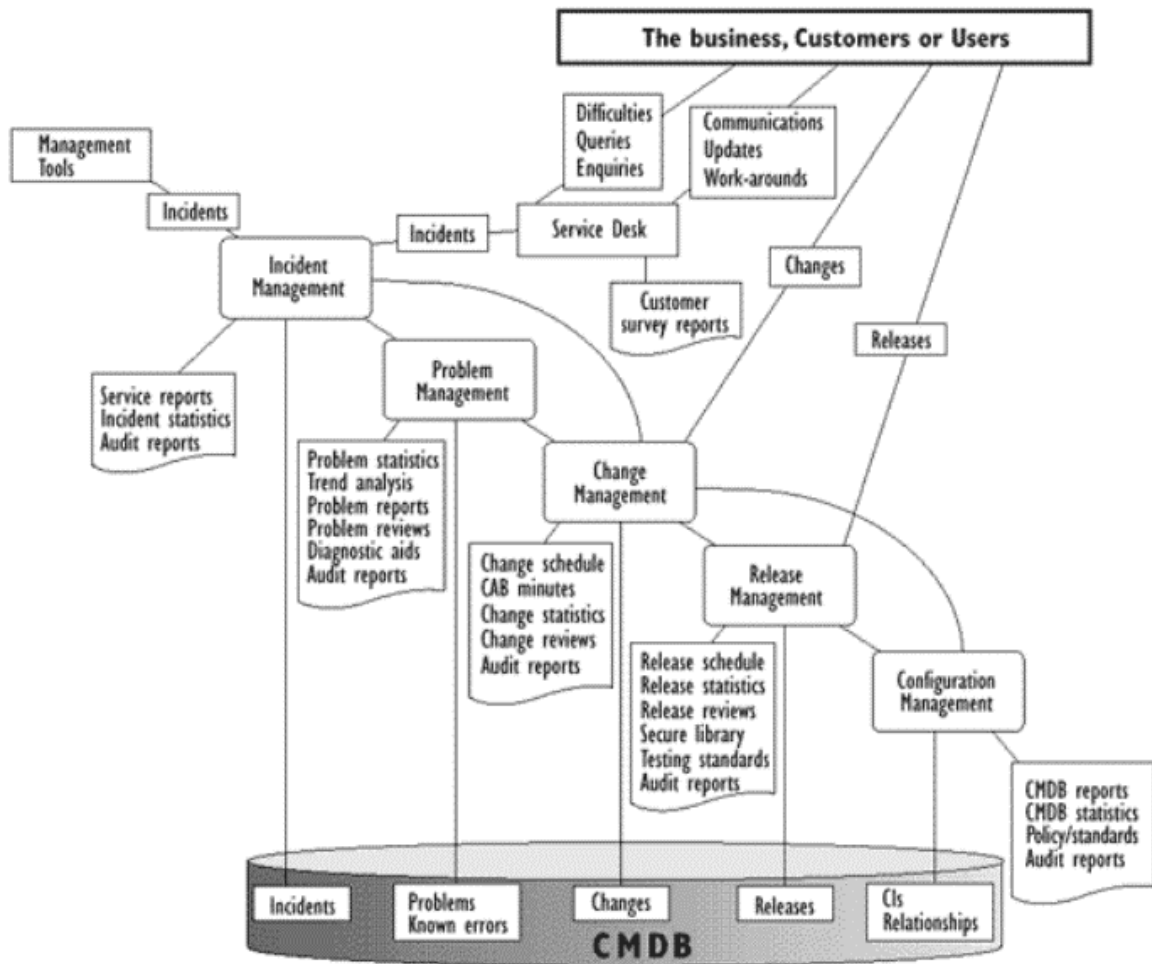 The business, Customers or Users
Difficulties
Queries
Enquiries
Communications
Updates
Work-arounds
Management
Tools
Incidents
Incidents
Service Desk
Changes
Incident
Management
Customer
survey reports
Releases
Problem
Management
Service reports
Incident statistics
Audit reports
Problem statistics
Trend analysis
Problem reports
Problem reviews
Diagnostic aids
Audit reports
Change
Management
Change schedule
CAB minutes
Change statistics
Change reviews
Audit reports
Release
Management
Release schedule
Release statistics
Release reviews
Secure library
Testing standards
Audit reports
Configuration
Management
CMDB reports
CMDB statistics
Policy/standards
Audit reports
Incidents
Problems
Known errors
Changes
Releases
CIs
Relationships
CMDB